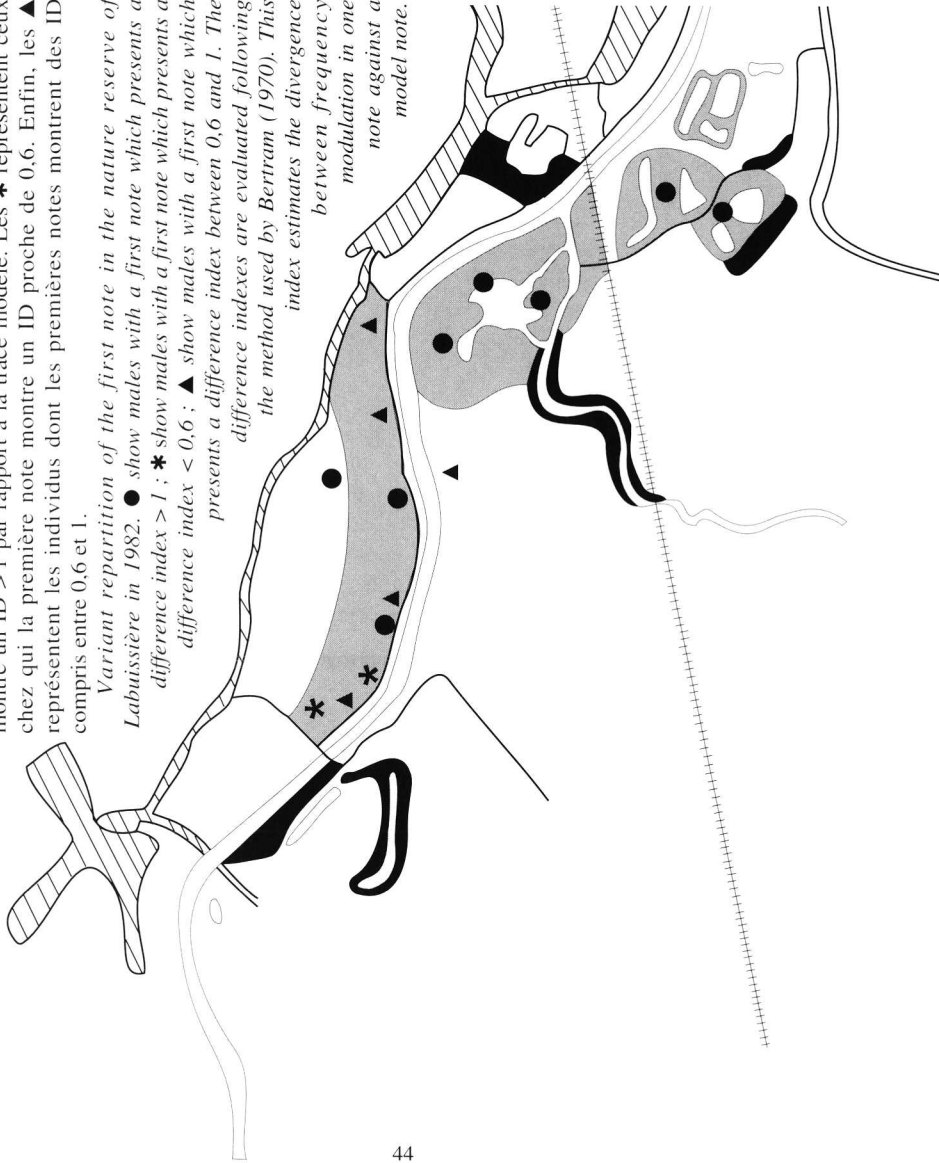 montre un ID > 1 par rapport à la trace modèle. Les ✱ représentent ceux
chez qui la première note montre un ID proche de 0,6. Enfin, les ▲
représentent les individus dont les premières notes montrent des ID
compris entre 0,6 et 1.
Variant repartition of the first note in the nature reserve of
Labuissière in 1982. ● show males with a first note which presents a
difference index > 1 ; ✱ show males with a first note which presents a
difference index < 0,6 ; ▲ show males with a first note which
presents a difference index between 0,6 and 1. The
difference indexes are evaluated following
the method used by Bertram (1970). This
index estimates the divergence
between frequency
modulation in one
note against a
model note.
44